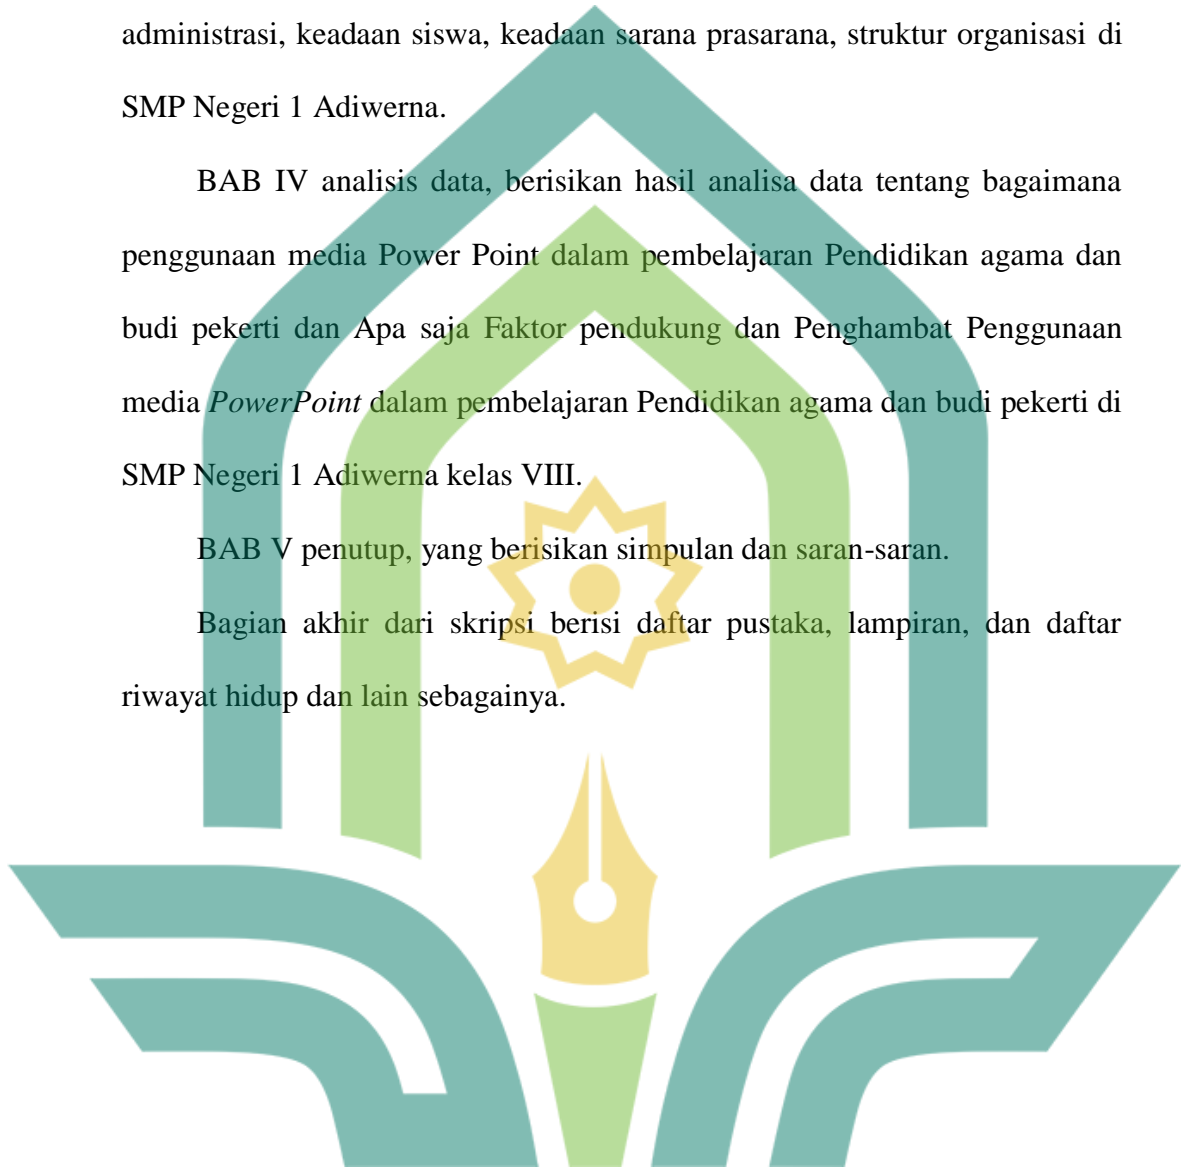 administrasi, keadaan siswa, keadaan sarana prasarana, struktur organisasi di
SMP Negeri 1 Adiwerna.
BAB IV analisis data, berisikan hasil analisa data tentang bagaimana
penggunaan media Power Point dalam pembelajaran Pendidikan agama dan
budi pekerti dan Apa saja Faktor pendukung dan Penghambat Penggunaan
media PowerPoint dalam pembelajaran Pendidikan agama dan budi pekerti di
SMP Negeri 1 Adiwerna kelas VIII.
BAB V penutup, yang berisikan simpulan dan saran-saran.
Bagian akhir dari skripsi berisi daftar pustaka, lampiran, dan daftar
riwayat hidup dan lain sebagainya.